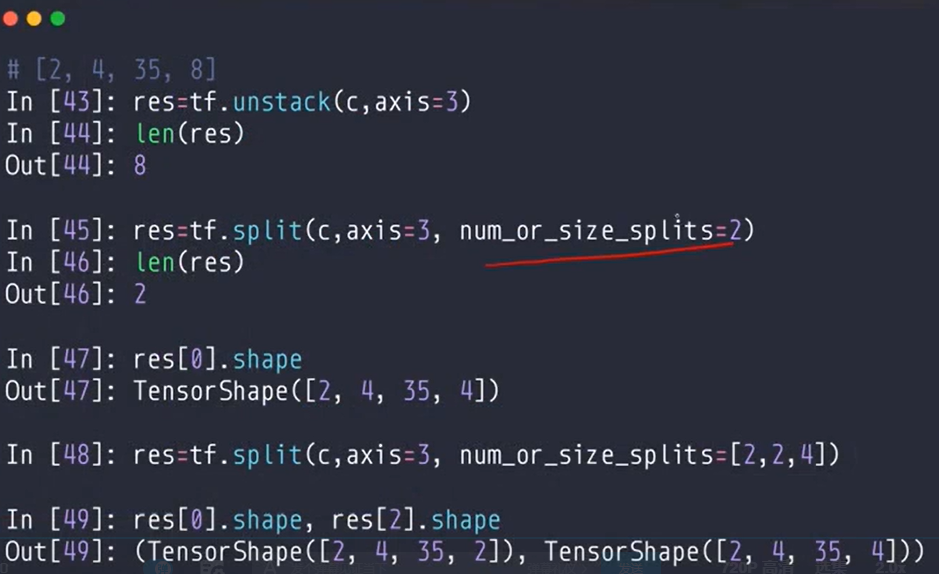 # [2, 4, 35, 8]
In [43]: res=tf.unstack(c,axis=3)
In [44]: len(res)
Out[44]: 8
In [45]: res=tf.split(c,axis=3, num_or_size_splits=2)
In [46]: len(res)
Out[46]: 2
In [47]: res[0].shape
Out[47]: TensorShape([2, 4, 35, 4])
In [48]: res=tf.split(c,axis=3, num_or_size_splits=[2,2,4])
In [49]: res[0].shape, res[2].shape
Out[49]: (TensorShape([2, 4, 35, 2]), TensorShape([2, 4, 35, 4]))